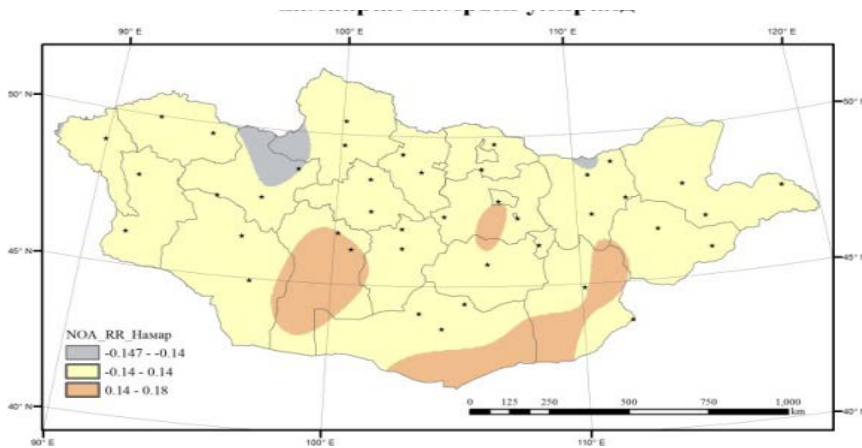 90° E 100° E 110° E 120° E
50° N 50° N
45° N 45° N
40° N 40° N
NOA_RR_Намар
-0.147 - -0.14
-0.14 - 0.14
0.14 - 0.18
0 125 250 500 750 1,000
km
90° E 100° E 110° E